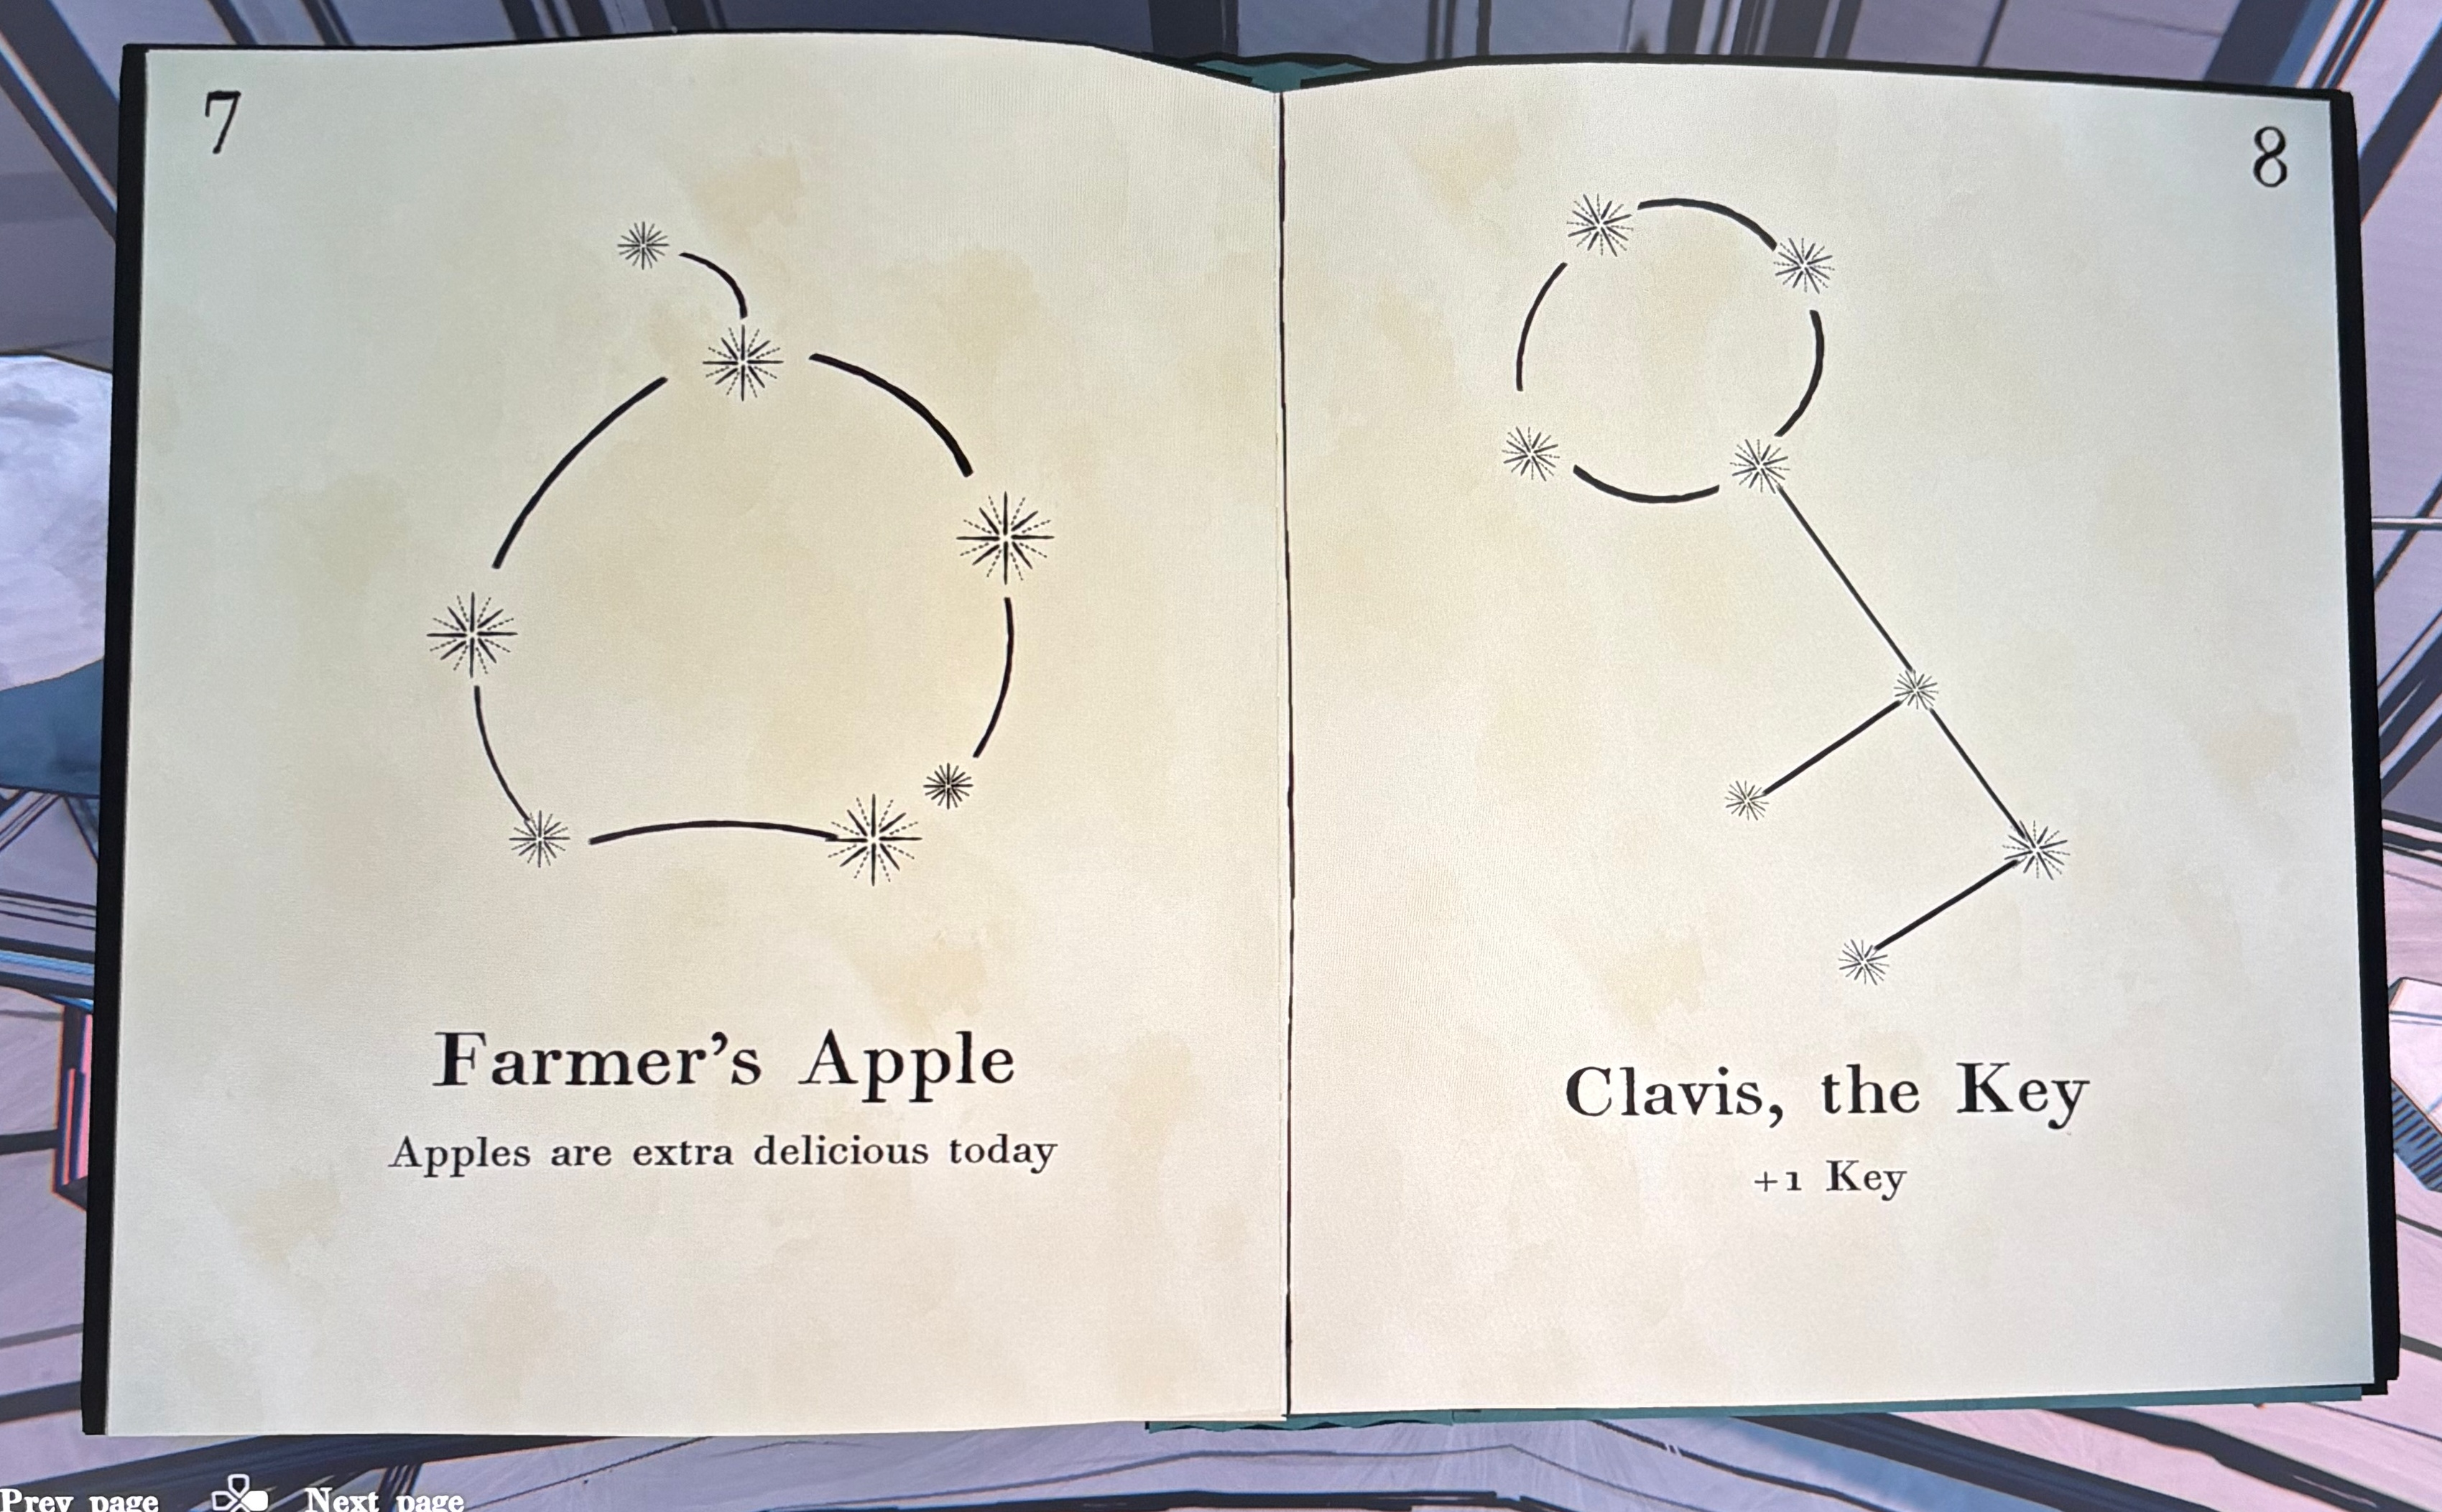 7
Farmer's Apple
Apples are extra delicious today
8
Clavis, the Key
+1 Key
Prev page
Next page